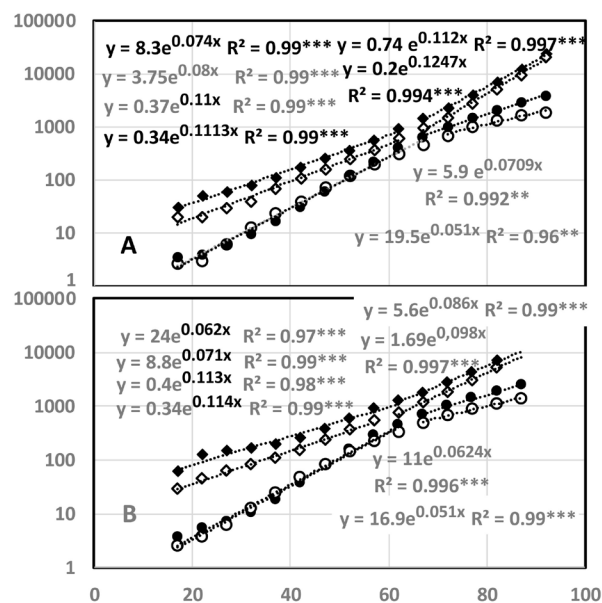 100000
y = 8.3e0.074x R² = 0.99*** y = 0.74 e0.112x R² = 0.997***
y = 3.75e0.08x R² = 0.99*** y = 0.2e0.1247x
10000
R² = 0.994***
y = 0.37e0.11x R² = 0.99***
1000
y = 0.34e0.1113x R² = 0.99***
100
y = 5.9 e0.0709x
R² = 0.992**
10
A
y = 19.5e0.051x R² = 0.96**
1
100000
y = 5.6e0.086x R² = 0.99***
y = 24e0.062x R² = 0.97***
y = 1.69e0,098x
10000
y = 8.8e0.071x R² = 0.99***
R² = 0.997***
y = 0.4e0.113x R² = 0.98***
1000
y = 0.34e0.114x R² = 0.99***
100
y = 11e0.0624x
R² = 0.996***
10
B
y = 16.9e0.051x R² = 0.99***
1
0 20 40 60 80 100